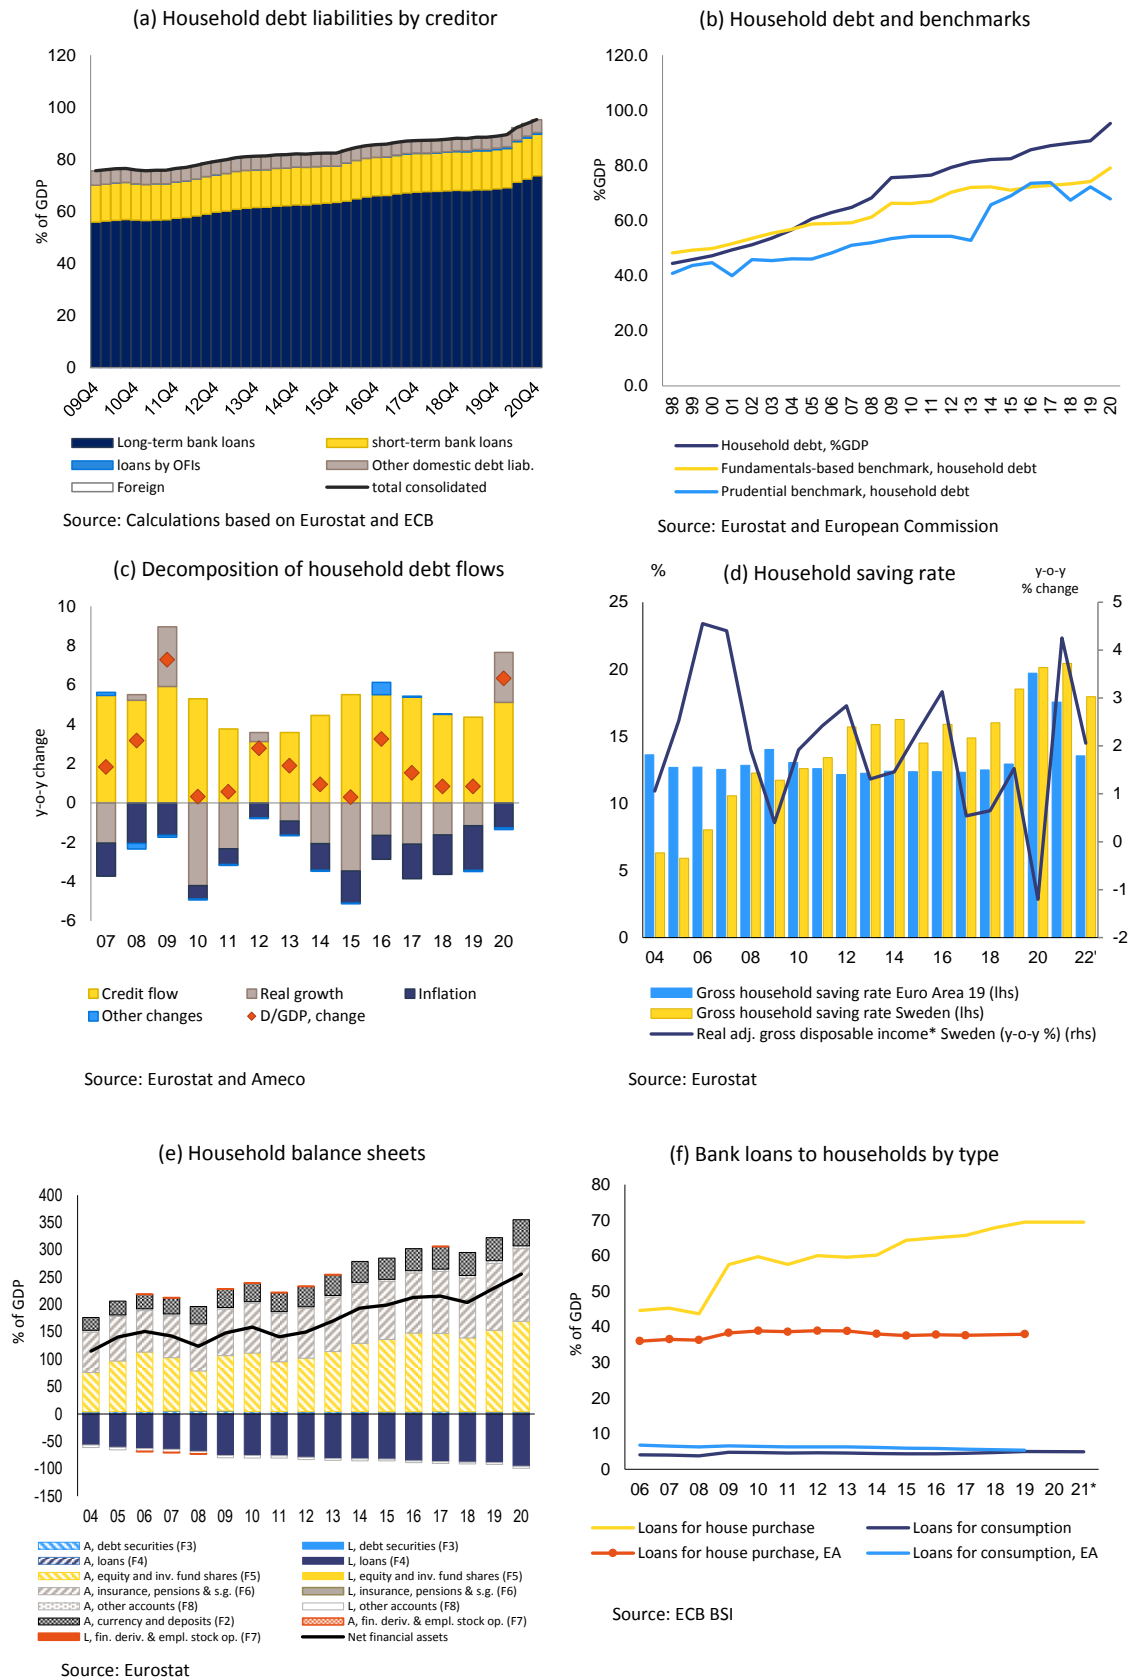 (a) Household debt liabilities by creditor
120
100
80
60
40
20
0
% of GDP
09Q4
10Q4
11Q4
12Q4
13Q4
14Q4
15Q4
16Q4
17Q4
18Q4
19Q4
20Q4
Long-term bank loans
short-term bank loans
loans by OFIs
Other domestic debt liab.
Foreign
total consolidated
Source: Calculations based on Eurostat and ECB
(b) Household debt and benchmarks
120.0
100.0
80.0
60.0
40.0
20.0
0.0
%GDP
98
99
00
01
02
03
04
05
06
07
08
09
10
11
12
13
14
15
16
17
18
19
20
Household debt, %GDP
Fundamentals-based benchmark, household debt
Prudential benchmark, household debt
Source: Eurostat and European Commission
(c) Decomposition of household debt flows
10
8
6
4
2
0
-2
-4
-6
y-o-y change
07 08 09 10 11 12 13 14 15 16 17 18 19 20
Credit flow
Real growth
Inflation
Other changes
D/GDP, change
Source: Eurostat and Ameco
%
(d) Household saving rate
y-o-y
% change
25
20
15
10
5
0
5
4
3
2
1
0
-1
-2
04 06 08 10 12 14 16 18 20 22'
Gross household saving rate Euro Area 19 (lhs)
Gross household saving rate Sweden (lhs)
Real adj. gross disposable income* Sweden (y-o-y %) (rhs)
Source: Eurostat
(e) Household balance sheets
400
350
300
250
200
150
100
50
0
-50
-100
-150
% of GDP
04 05 06 07 08 09 10 11 12 13 14 15 16 17 18 19 20
A, debt securities (F3)
L, debt securities (F3)
A, loans (F4)
L, loans (F4)
A, equity and inv. fund shares (F5)
L, equity and inv. fund shares (F5)
A, insurance, pensions & s.g. (F6)
L, insurance, pensions & s.g. (F6)
A, other accounts (F8)
L, other accounts (F8)
A, currency and deposits (F2)
A, fin. deriv. & empl. stock op. (F7)
L, fin. deriv. & empl. stock op. (F7)
Net financial assets
Source: Eurostat
(f) Bank loans to households by type
80
70
60
50
40
30
20
10
0
% of GDP
06 07 08 09 10 11 12 13 14 15 16 17 18 19 20 21*
Loans for house purchase
Loans for consumption
Loans for house purchase, EA
Loans for consumption, EA
Source: ECB BSI